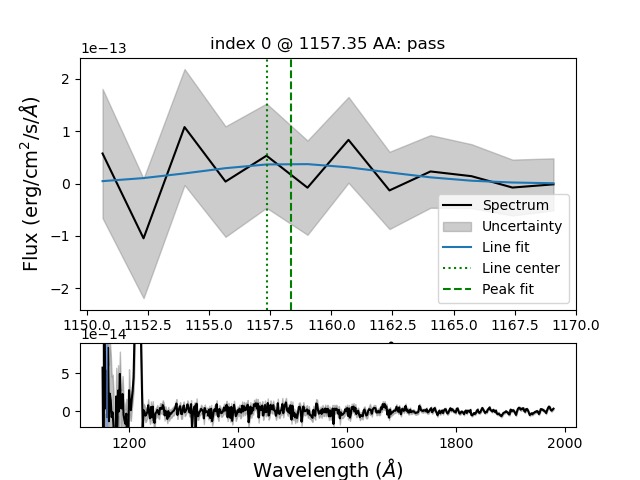 index 0 @ 1157.35 AA: pass
1e−13
2
1
0
−1
−2
Flux (erg/cm²/s/Å)
Spectrum
Uncertainty
Line fit
Line center
Peak fit
1150.0 1152.5 1155.0 1157.5 1160.0 1162.5 1165.0 1167.5 1170.0
1e−14
5
0
1200 1400 1600 1800 2000
Wavelength (Å)